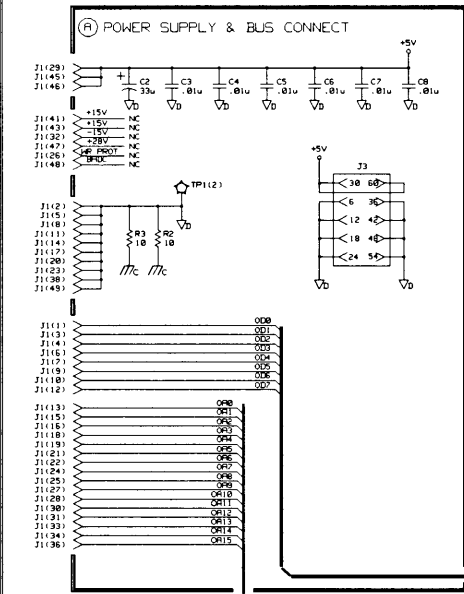 A POWER SUPPLY & BUS CONNECT
+5V
J1(29)
J1(45)
J1(46)
+
C2 33u
C3 .01u
C4 .01u
C5 .01u
C6 .01u
C7 .01u
C8 .01u
D D D D D D D
J1(41) +15V NC
J1(43) +15V NC
J1(32) -15V NC
J1(47) +28V NC
J1(26) WR PROT NC
J1(48) NC
TP1(2)
J1(2)
J1(5)
J1(8)
J1(11)
J1(14)
J1(17)
J1(20)
J1(23)
J1(38)
J1(49)
D
R3 10
R2 10
C C
+5V
J3
30 60
6 36
12 42
18 48
24 54
D D
J1(1) OD0
J1(3) OD1
J1(4) OD2
J1(6) OD3
J1(7) OD4
J1(9) OD5
J1(10) OD6
J1(12) OD7
J1(13) OA0
J1(15) OA1
J1(16) OA2
J1(18) OA3
J1(19) OA4
J1(21) OA5
J1(22) OA6
J1(24) OA7
J1(25) OA8
J1(27) OA9
J1(28) OA10
J1(30) OA11
J1(31) OA12
J1(33) OA13
J1(34) OA14
J1(36) OA15